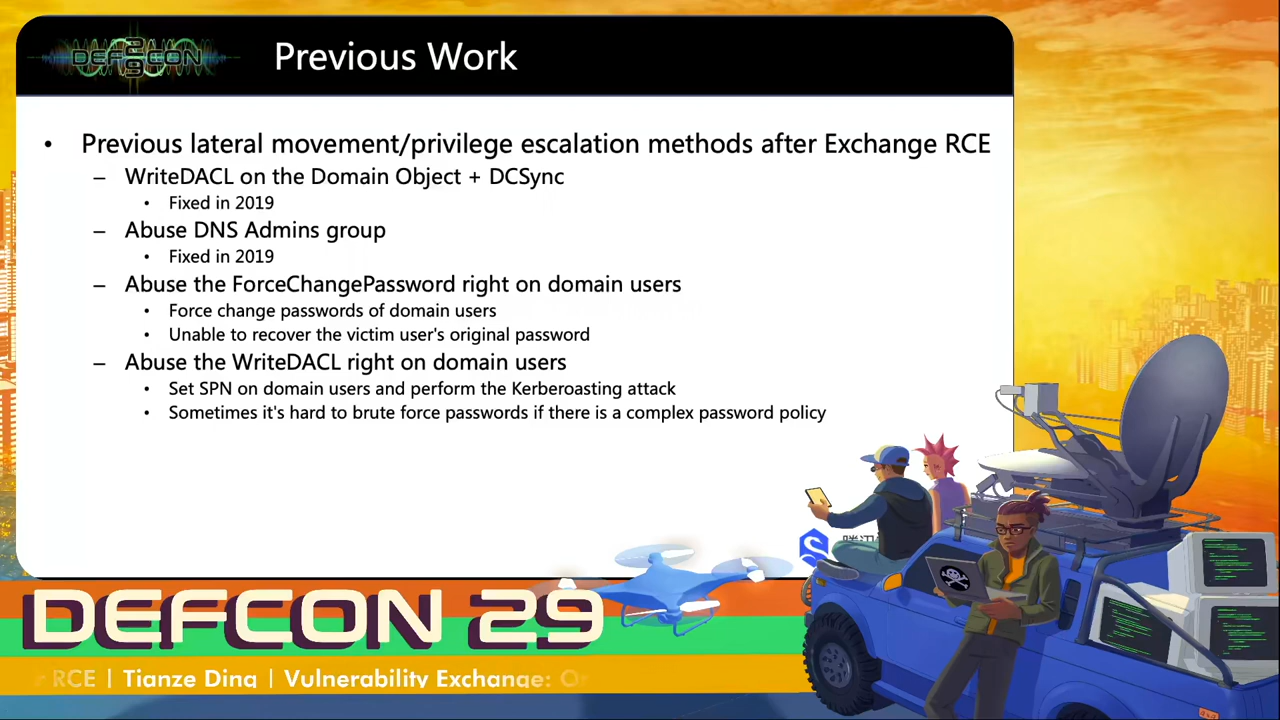 DEFCON 29
Previous Work
• Previous lateral movement/privilege escalation methods after Exchange RCE
– WriteDACL on the Domain Object + DCSync
• Fixed in 2019
– Abuse DNS Admins group
• Fixed in 2019
– Abuse the ForceChangePassword right on domain users
• Force change passwords of domain users
• Unable to recover the victim user's original password
– Abuse the WriteDACL right on domain users
• Set SPN on domain users and perform the Kerberoasting attack
• Sometimes it's hard to brute force passwords if there is a complex password policy
DEFCON 29
RCE | Tianze Ding | Vulnerability Exchange: